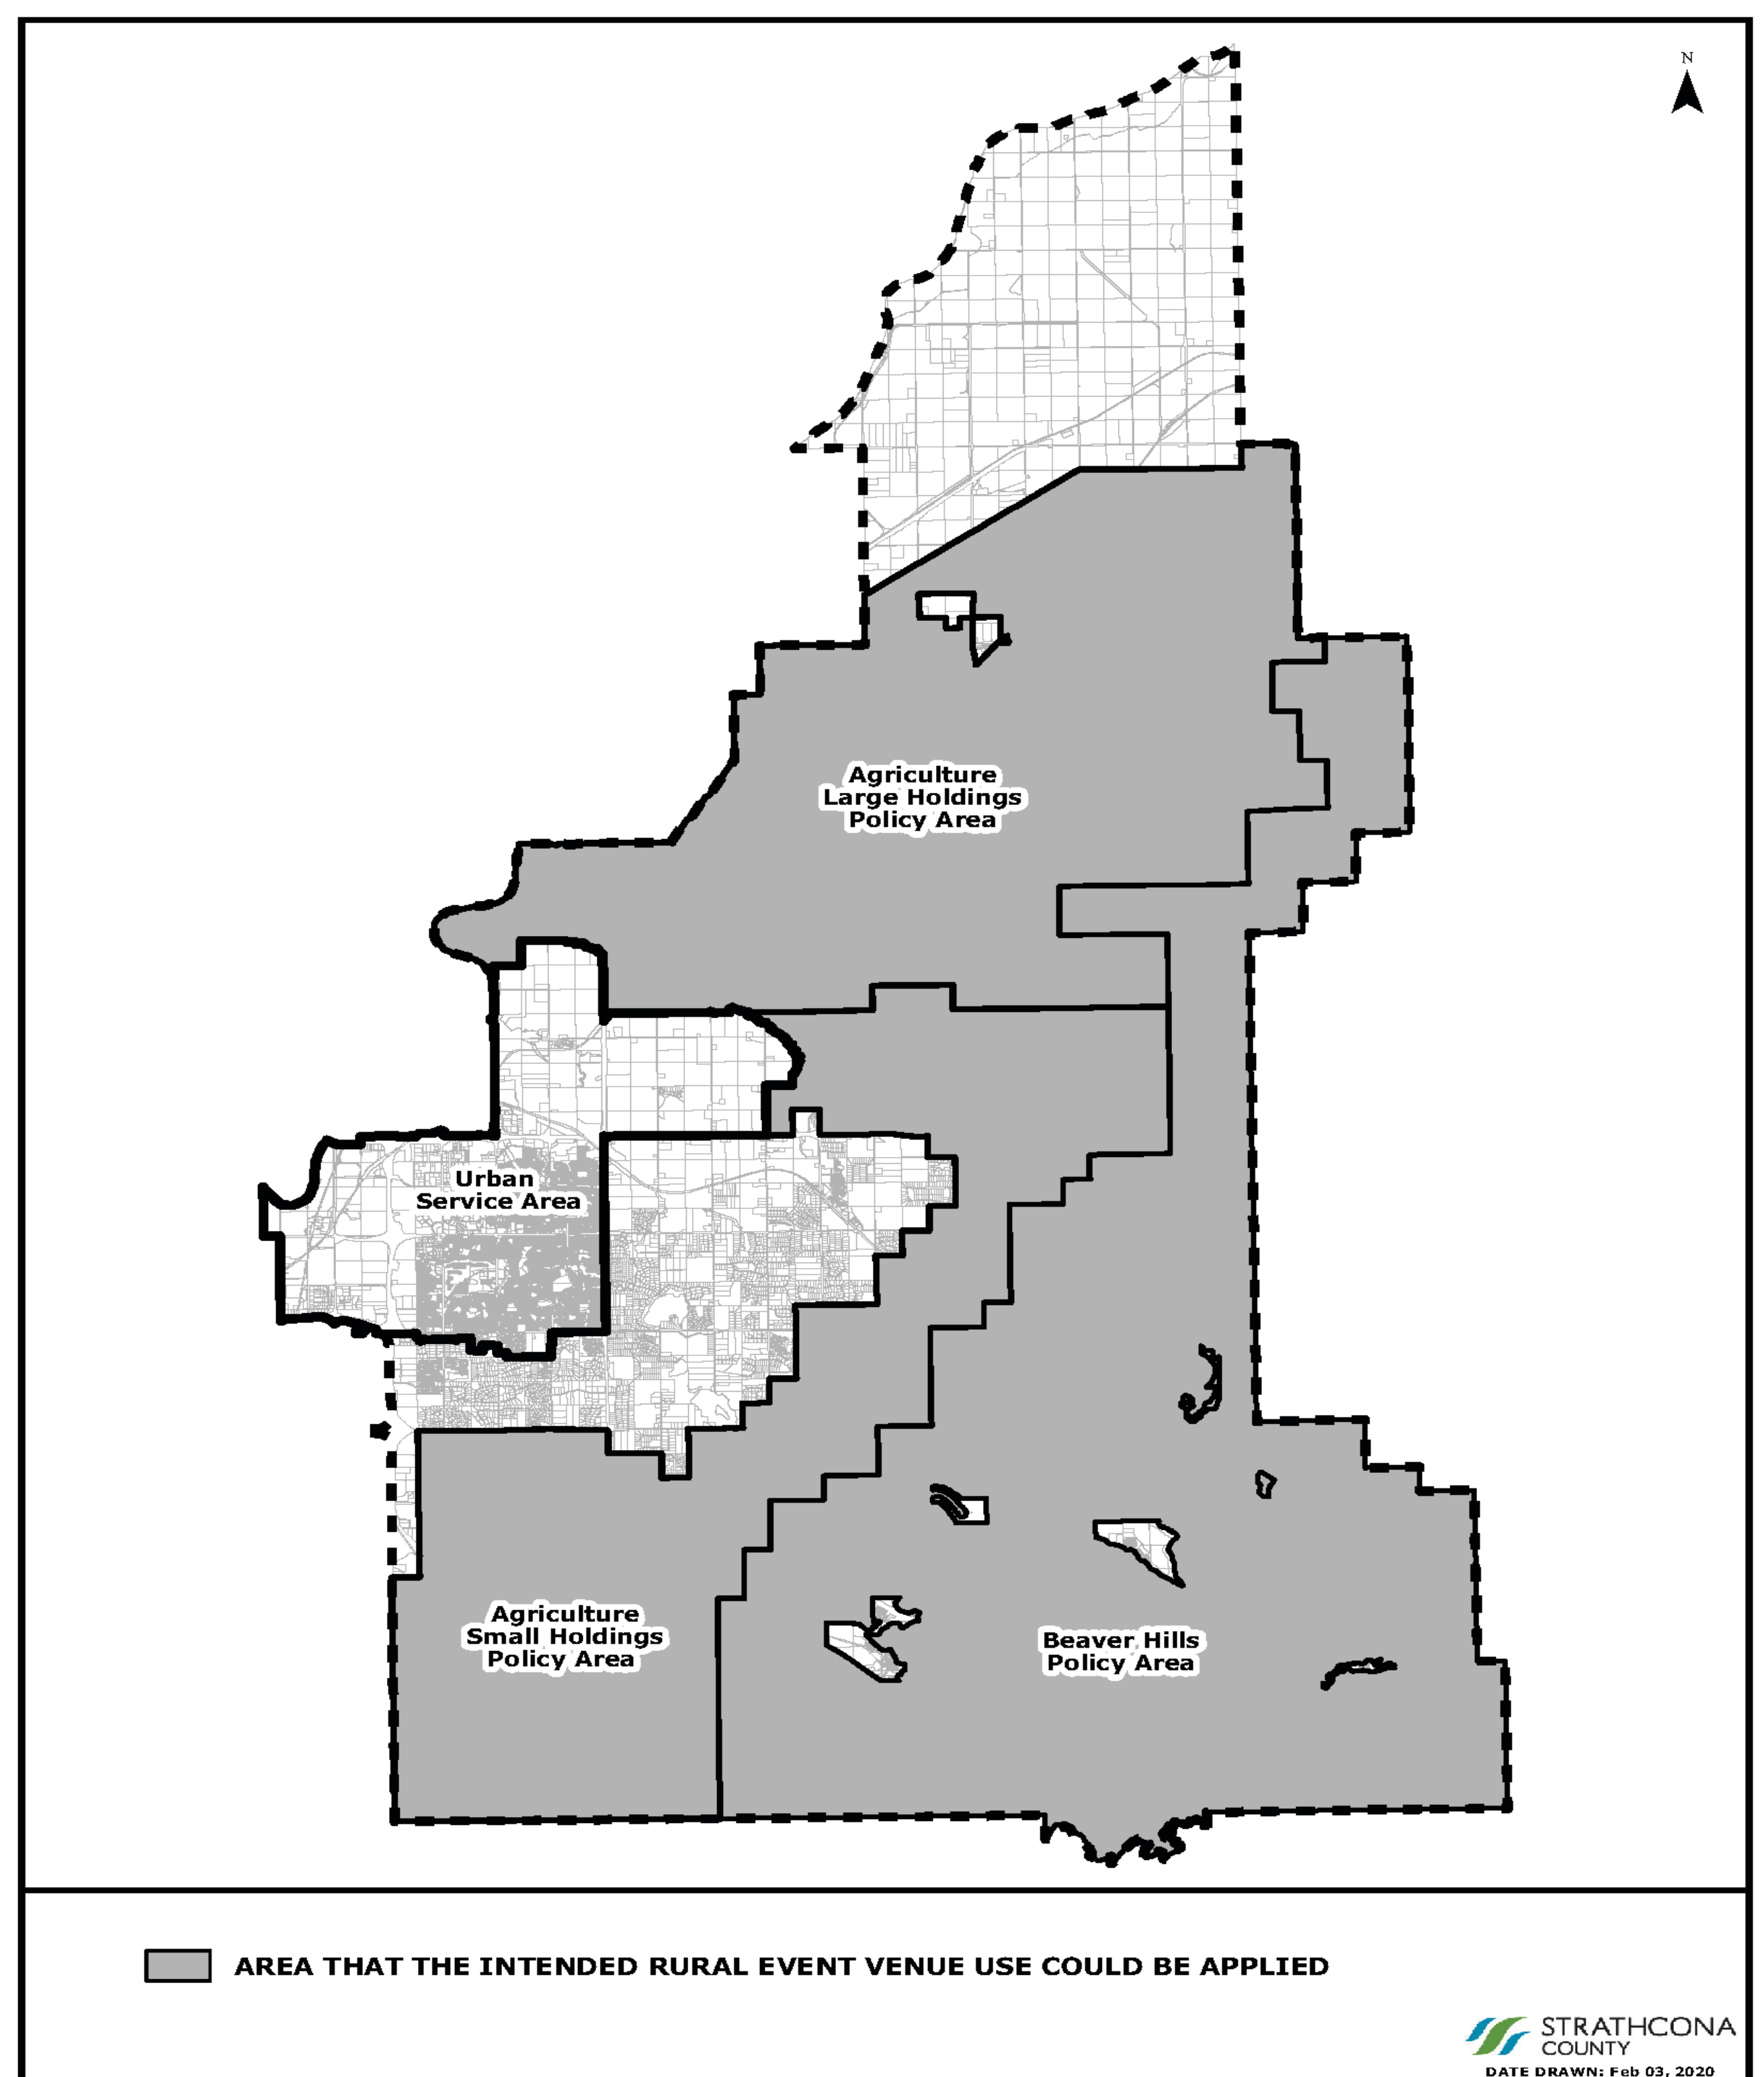 N
Agriculture
Large Holdings
Policy Area
Urban
Service Area
Agriculture
Small Holdings
Policy Area
Beaver Hills
Policy Area
AREA THAT THE INTENDED RURAL EVENT VENUE USE COULD BE APPLIED
STRATHCONA
COUNTY
DATE DRAWN: Feb 03, 2020